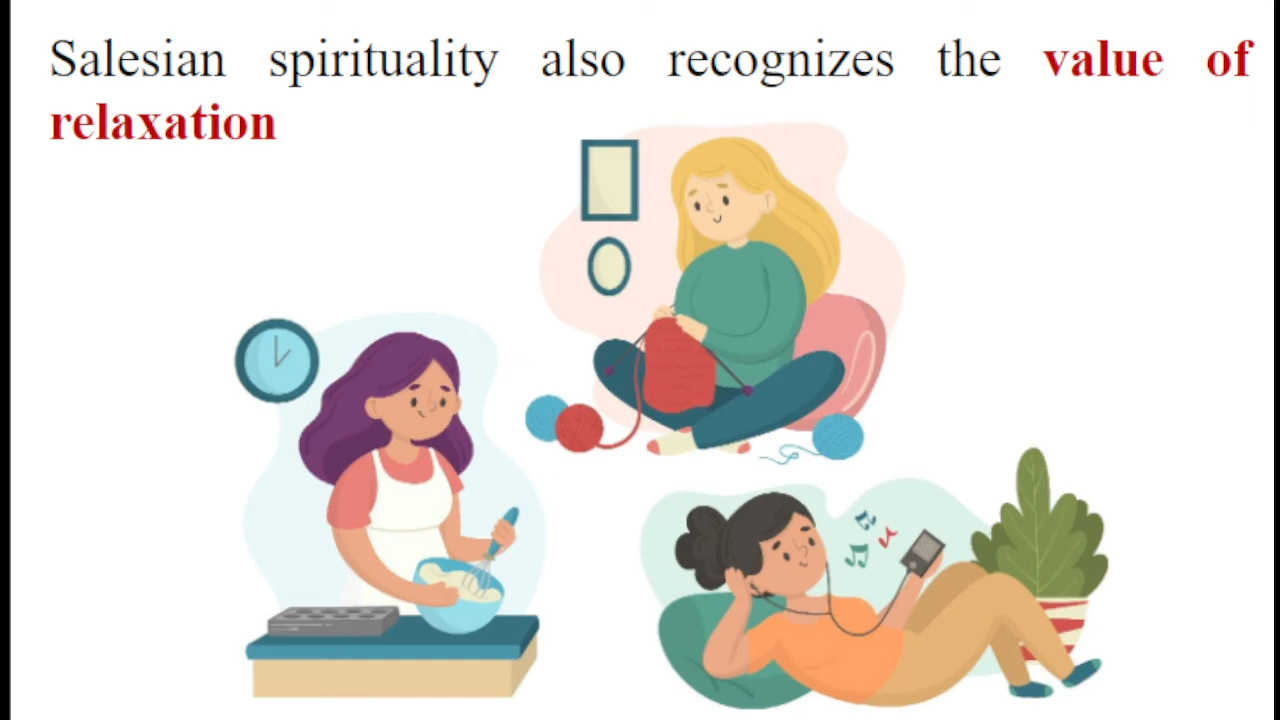 Salesian spirituality also recognizes the value of
relaxation